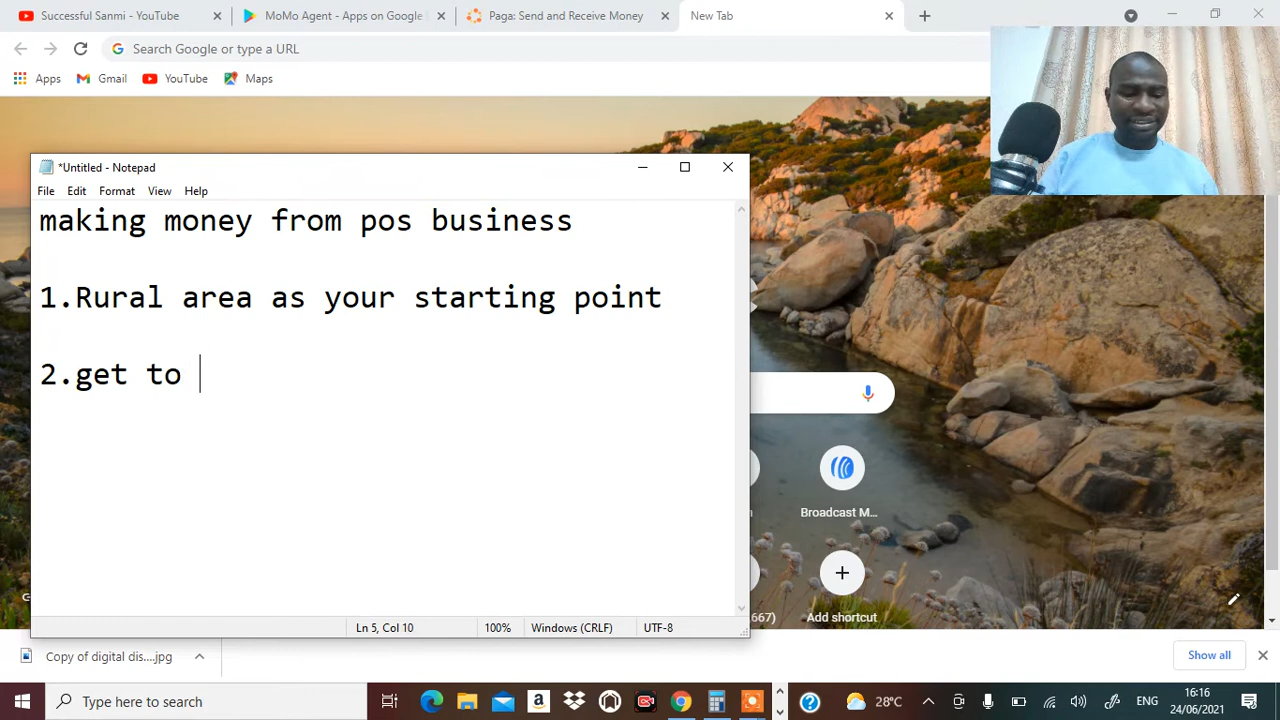 Successful Sanmi - YouTube
MoMo Agent - Apps on Google
Paga: Send and Receive Money
New Tab
Search Google or type a URL
Apps
Gmail
YouTube
Maps
*Untitled - Notepad
File Edit Format View Help
making money from pos business
1.Rural area as your starting point
2.get to
Broadcast M...
667)
Add shortcut
Ln 5, Col 10
100%
Windows (CRLF)
UTF-8
Copy of digital dis....jpg
Show all
Type here to search
28°C
ENG
16:16
24/06/2021